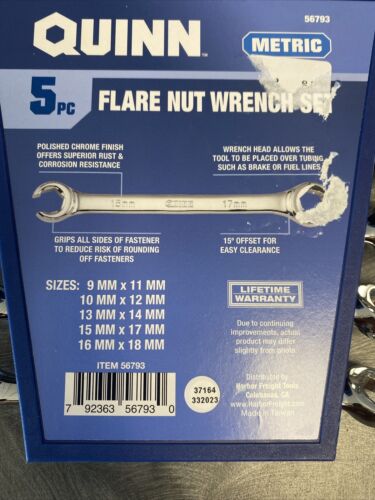 56793
QUINN
METRIC
5PC FLARE NUT WRENCH SET
POLISHED CHROME FINISH
OFFERS SUPERIOR RUST &
CORROSION RESISTANCE
WRENCH HEAD ALLOWS THE
TOOL TO BE PLACED OVER TUBING
SUCH AS BRAKE OR FUEL LINES
15mm QUINN 17mm
GRIPS ALL SIDES OF FASTENER
TO REDUCE RISK OF ROUNDING
OFF FASTENERS
15° OFFSET FOR
EASY CLEARANCE
SIZES: 9 MM x 11 MM
10 MM x 12 MM
13 MM x 14 MM
15 MM x 17 MM
16 MM x 18 MM
LIFETIME
WARRANTY
Due to continuing
improvements, actual
product may differ
slightly from photo.
ITEM 56793
7 92363 56793 0
37164
332023
Distributed by
Harbor Freight Tools
Calabasas, CA
www.HarborFreight.com
Made in Taiwan